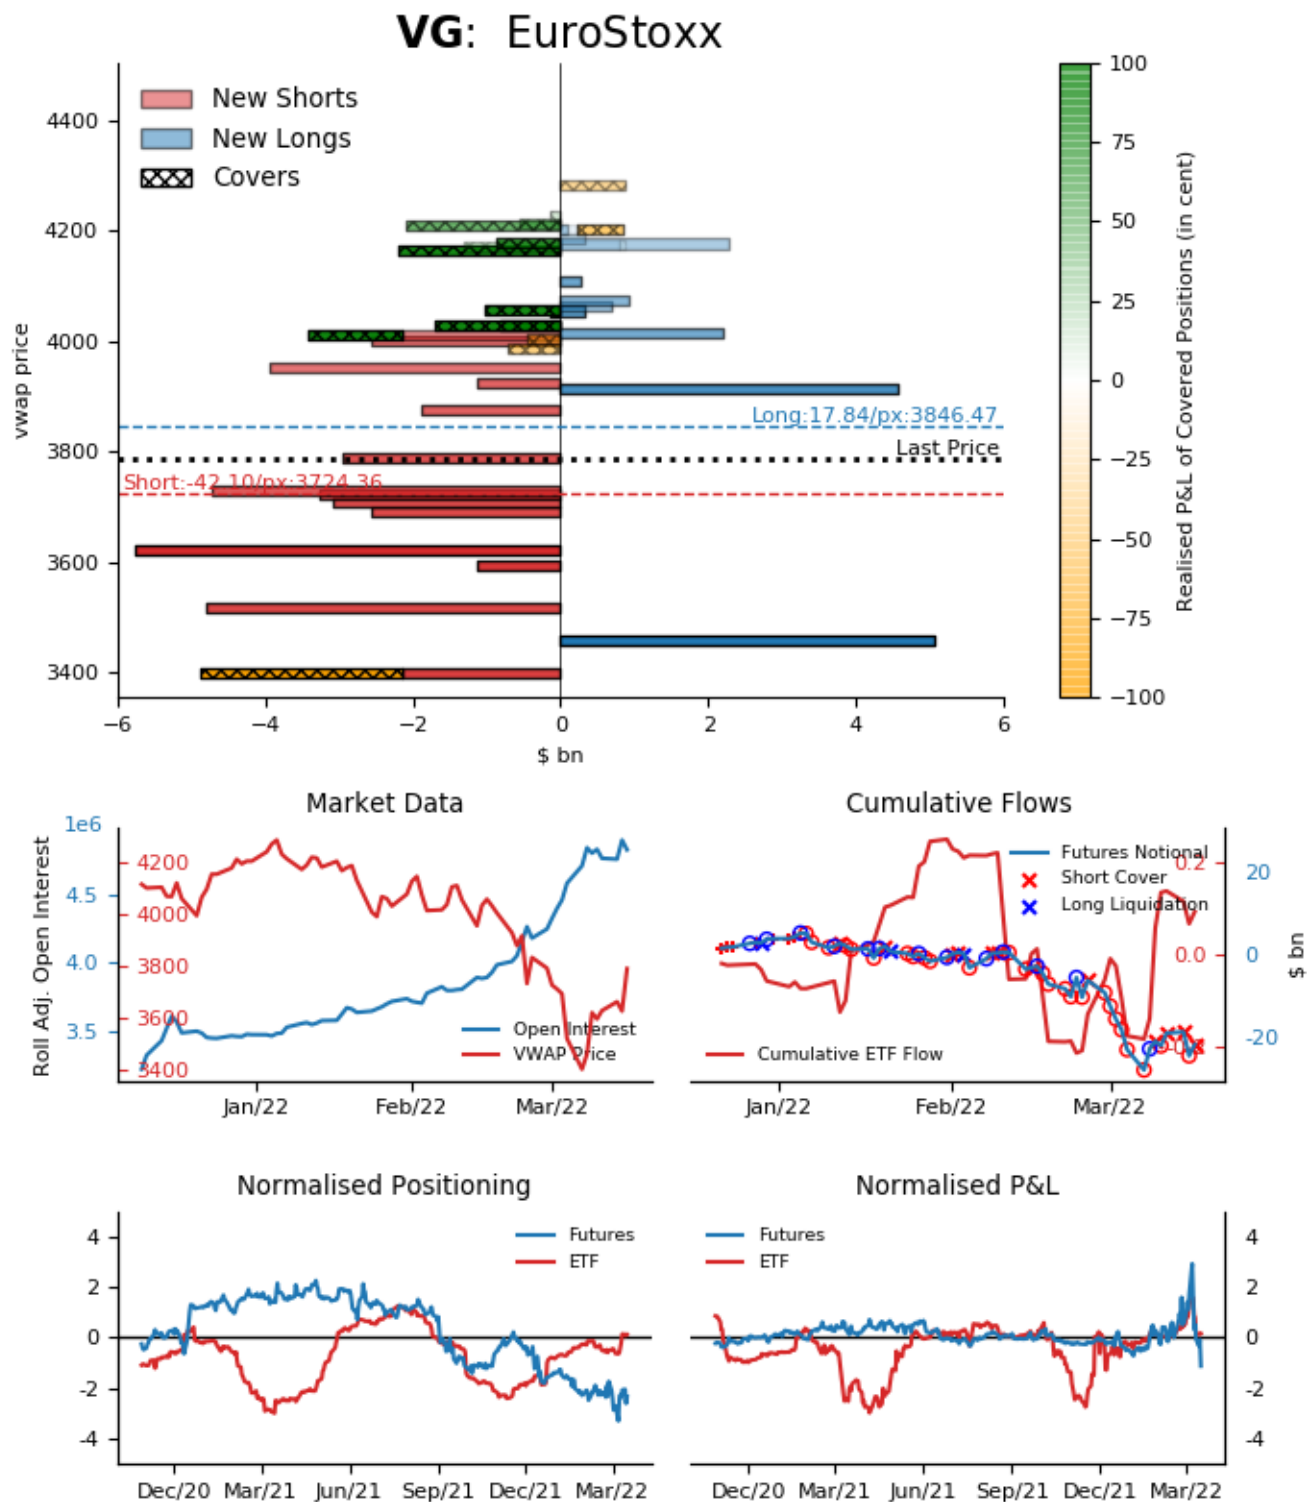 VG: EuroStoxx
New Shorts
New Longs
Covers
vwap price
4400
4200
4000
3800
3600
3400
Long:17.84/px:3846.47
Last Price
Short:-42.10/px:3724.36
−6
−4
−2
0
2
4
6
$ bn
100
75
50
25
0
−25
−50
−75
−100
Realised P&L of Covered Positions (in cent)
Market Data
1e6
Roll Adj. Open Interest
4.5
4.0
3.5
4200
4000
3800
3600
3400
Open Interest
VWAP Price
Jan/22
Feb/22
Mar/22
Cumulative Flows
Futures Notional
Short Cover
Long Liquidation
Cumulative ETF Flow
0.2
0.0
20
0
-20
$ bn
Jan/22
Feb/22
Mar/22
Normalised Positioning
Futures
ETF
4
2
0
-2
-4
Dec/20
Mar/21
Jun/21
Sep/21
Dec/21
Mar/22
Normalised P&L
Futures
ETF
4
2
0
-2
-4
Dec/20
Mar/21
Jun/21
Sep/21
Dec/21
Mar/22